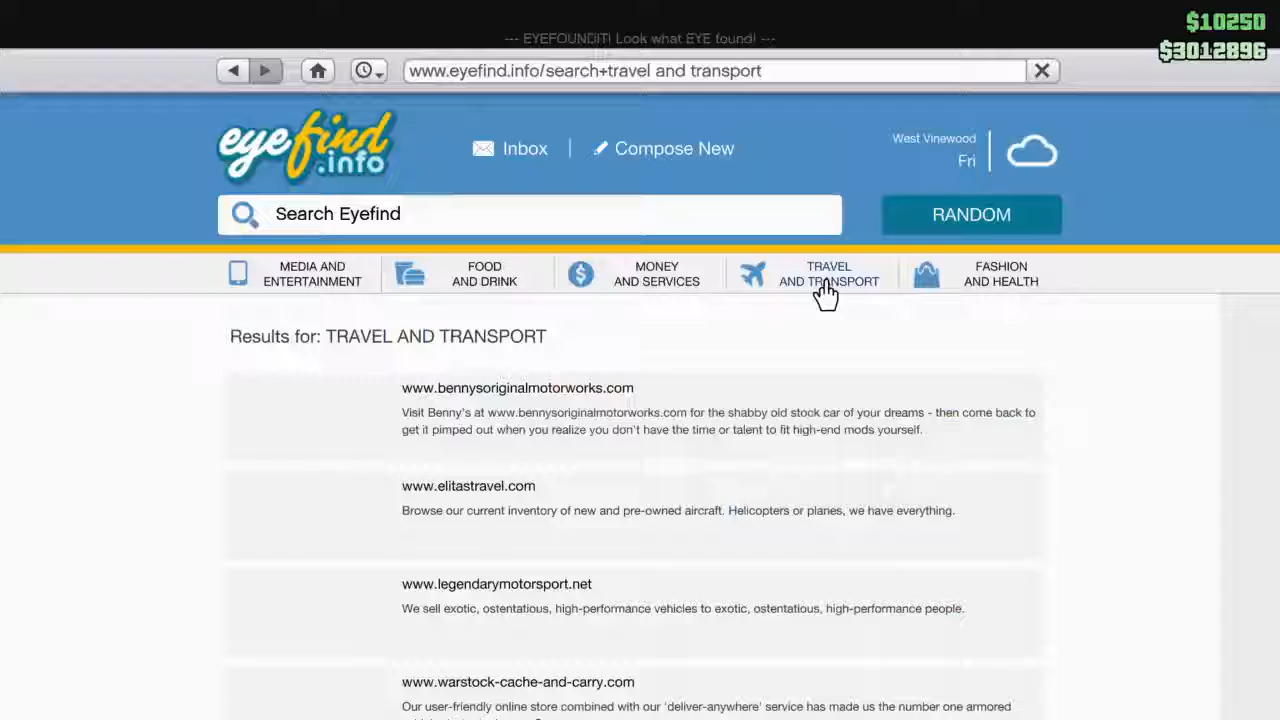 $10250
--- EYEFOUNDIT! Look what EYE found! ---
$3012896
www.eyefind.info/search+travel and transport
eyefind.info
Inbox
Compose New
West Vinewood
Fri
Search Eyefind
RANDOM
MEDIA AND
ENTERTAINMENT
FOOD
AND DRINK
MONEY
AND SERVICES
TRAVEL
AND TRANSPORT
FASHION
AND HEALTH
Results for: TRAVEL AND TRANSPORT
www.bennysoriginalmotorworks.com
Visit Benny's at www.bennysoriginalmotorworks.com for the shabby old stock car of your dreams - then come back to
get it pimped out when you realize you don't have the time or talent to fit high-end mods yourself.
www.elitastravel.com
Browse our current inventory of new and pre-owned aircraft. Helicopters or planes, we have everything.
www.legendarymotorsport.net
We sell exotic, ostentatious, high-performance vehicles to exotic, ostentatious, high-performance people.
www.warstock-cache-and-carry.com
Our user-friendly online store combined with our 'deliver-anywhere' service has made us the number one armored